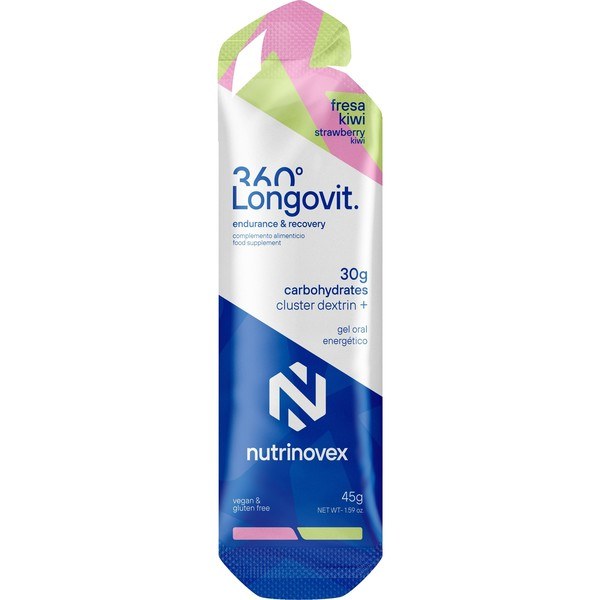 fresa
kiwi
strawberry
kiwi
360º
Longovit.
endurance & recovery
complemento alimenticio
food supplement
30g
carbohydrates
cluster dextrin +
gel oral
energético
nutrinovex
vegan &
gluten free
45g
NET WT- 1.59 oz.